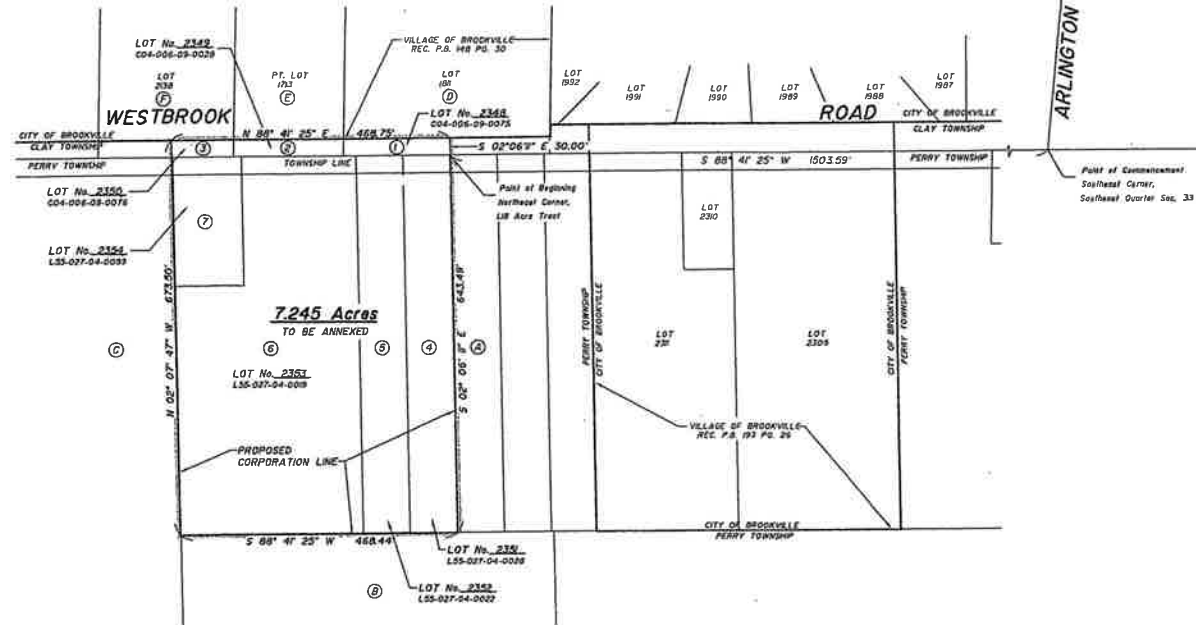 ARLINGTON
LOT No. 2349
C04-006-09-0028
VILLAGE OF BROOKVILLE
REC. P.B. 148 PG. 30
LOT
2138
F
PT. LOT
1713
E
LOT
1811
D
LOT
1992
LOT
1991
LOT
1990
LOT
1989
LOT
1988
LOT
1987
WESTBROOK
ROAD
LOT No. 2348
C04-006-09-0075
CITY OF BROOKVILLE
CLAY TOWNSHIP
PERRY TOWNSHIP
N 88° 41' 25" E 468.75'
3
2
1
TOWNSHIP LINE
S 02°06'11" E, 30.00'
CITY OF BROOKVILLE
CLAY TOWNSHIP
PERRY TOWNSHIP
S 88° 41' 25" W 1503.59'
Point of Commencement
Southeast Corner,
Southeast Quarter Sec. 33
LOT No. 2350
C04-006-09-0076
Point of Beginning
Northeast Corner,
Acre Tract
7
LOT
2310
LOT No. 2354
L55-027-04-0093
N 02° 07' 47" W 673.50'
S 02° 06' 11" E 643.49'
7.245 Acres
TO BE ANNEXED
C
6
5
4
A
LOT No. 2353
L55-027-04-0019
PERRY TOWNSHIP
CITY OF BROOKVILLE
LOT
2311
LOT
2305
CITY OF BROOKVILLE
PERRY TOWNSHIP
VILLAGE OF BROOKVILLE
REC. P.B. 193 PG. 26
PROPOSED
CORPORATION LINE
CITY OF BROOKVILLE
PERRY TOWNSHIP
S 88° 41' 25" W 468.44'
LOT No. 2351
L55-027-04-0028
LOT No. 2352
L55-027-04-0022
B